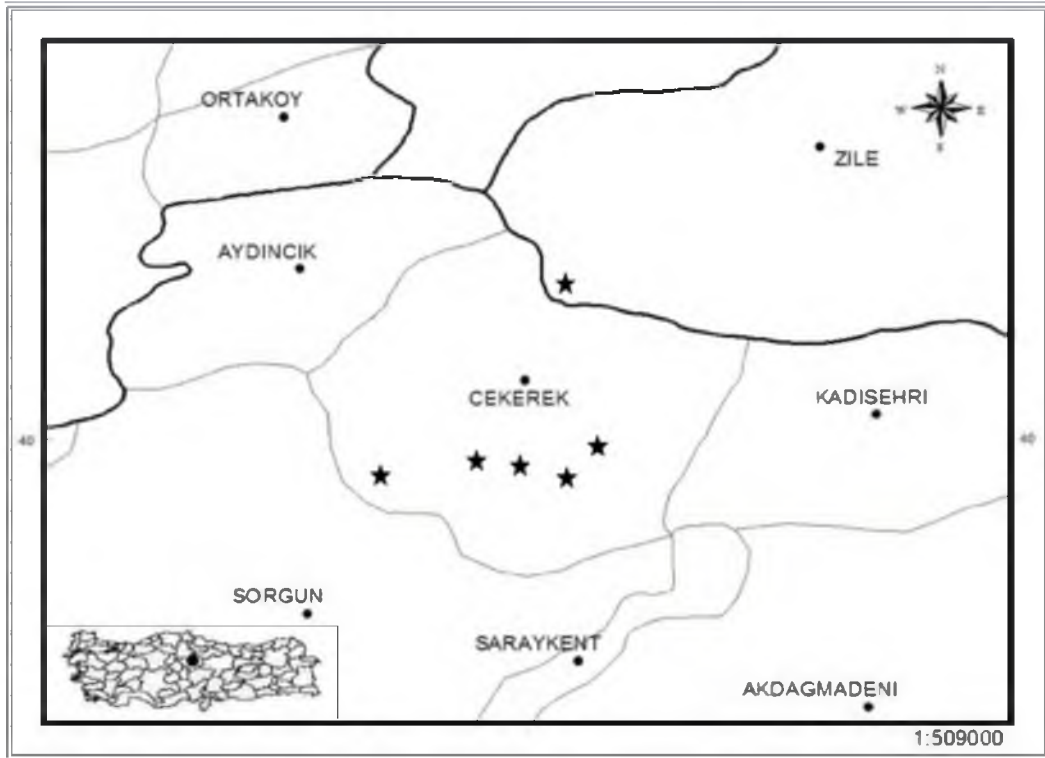 ORTAKOY
N
W E
S
ZILE
AYDINCIK
CEKEREK
KADISEHRI
40 40
SORGUN
SARAYKENT
AKDAGMADENI
1:509000